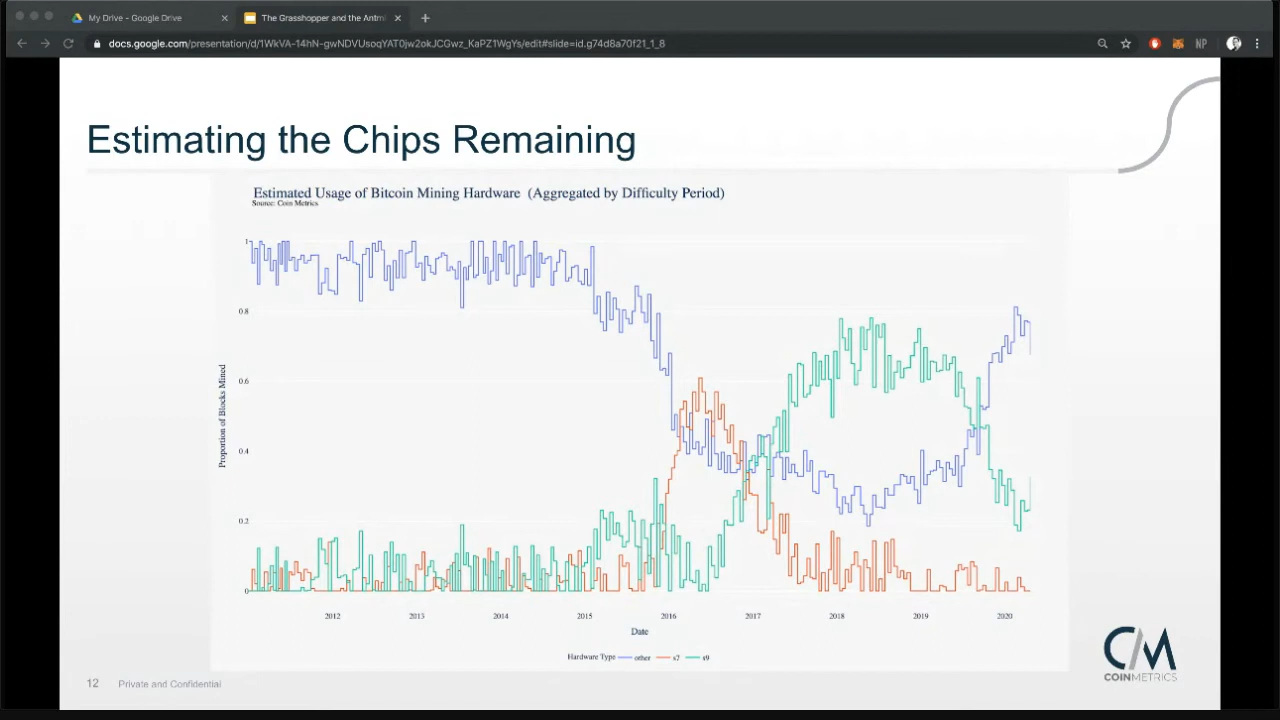 My Drive - Google Drive
The Grasshopper and the Antmi
docs.google.com/presentation/d/1WkVA-14hN-gwNDVUsoqYAT0jw2okJCGwz_KaPZ1WgYs/edit#slide=id.g74d8a70f21_1_8
NP
Estimating the Chips Remaining
Estimated Usage of Bitcoin Mining Hardware (Aggregated by Difficulty Period)
Source: Coin Metrics
1
0.8
0.6
0.4
0.2
0
Proportion of Blocks Mined
2012 2013 2014 2015 2016 2017 2018 2019 2020
Date
Hardware Type other s7 s9
CM
COINMETRICS
12 Private and Confidential